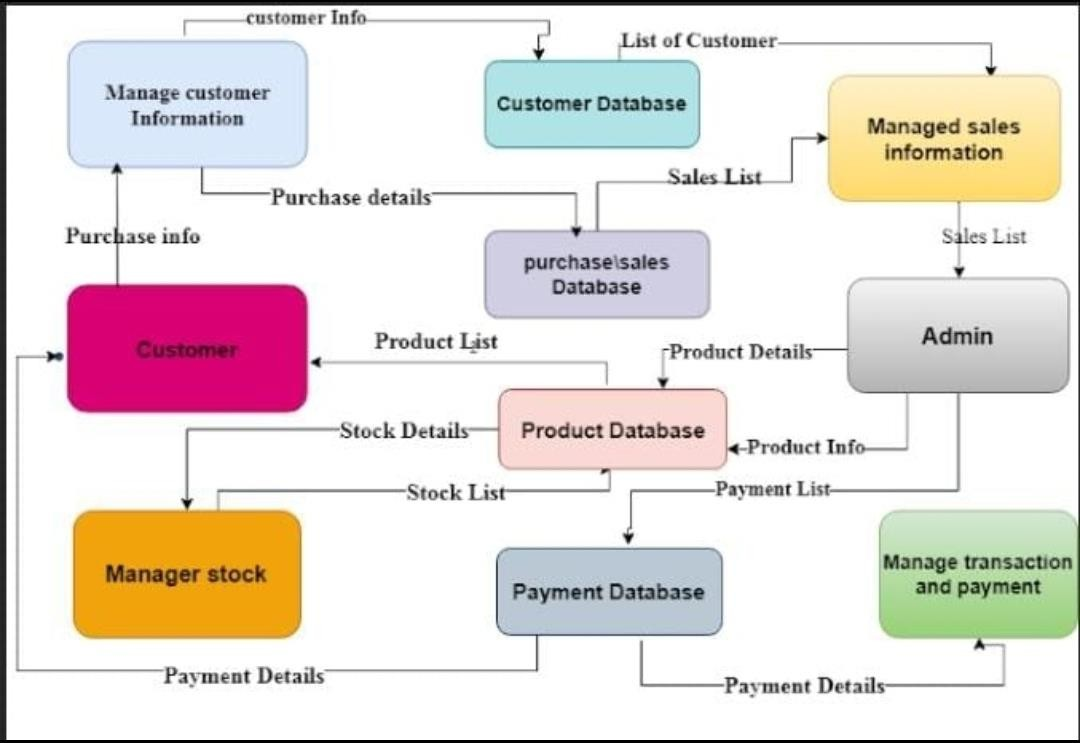 customer Info
List of Customer
Manage customer
Information
Customer Database
Managed sales
information
Sales List
Purchase details
Purchase info
Sales List
purchase\sales
Database
Customer
Product List
Product Details
Admin
Stock Details
Product Database
Product Info
Stock List
Payment List
Manager stock
Payment Database
Manage transaction
and payment
Payment Details
Payment Details